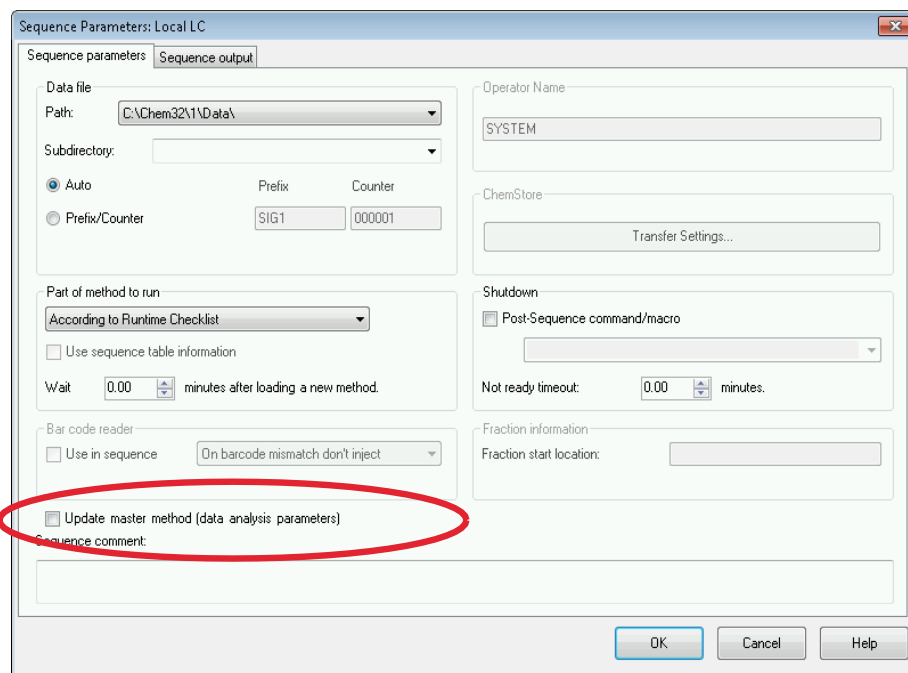 Sequence Parameters: Local LC
Sequence parameters
Sequence output
Data file
Path:
C:\Chem32\1\Data\
Subdirectory:
Auto
Prefix
Counter
Prefix/Counter
SIG1
000001
Operator Name
SYSTEM
ChemStore
Transfer Settings...
Part of method to run
According to Runtime Checklist
Use sequence table information
Wait
0.00
minutes after loading a new method.
Shutdown
Post-Sequence command/macro
Not ready timeout:
0.00
minutes.
Bar code reader
Use in sequence
On barcode mismatch don't inject
Fraction information
Fraction start location:
Update master method (data analysis parameters)
Sequence comment:
OK
Cancel
Help